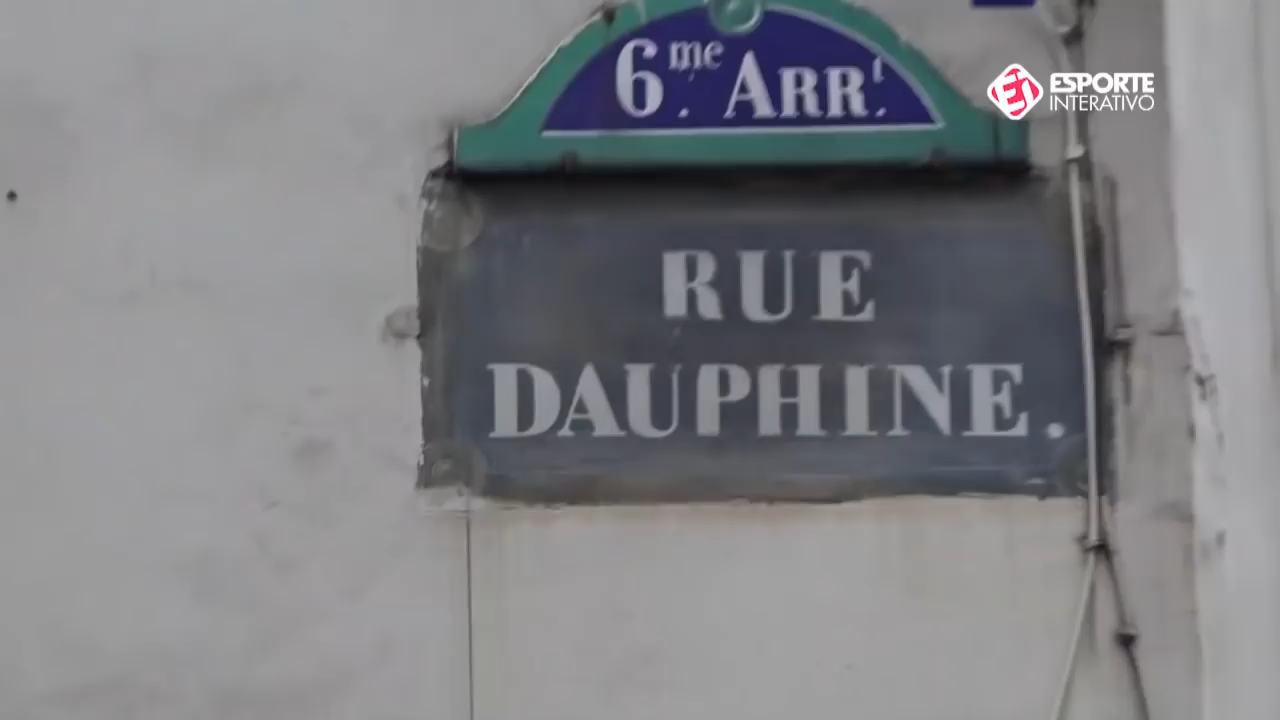 6me. ARRt.
ESPORTE
INTERATIVO
RUE
DAUPHINE.